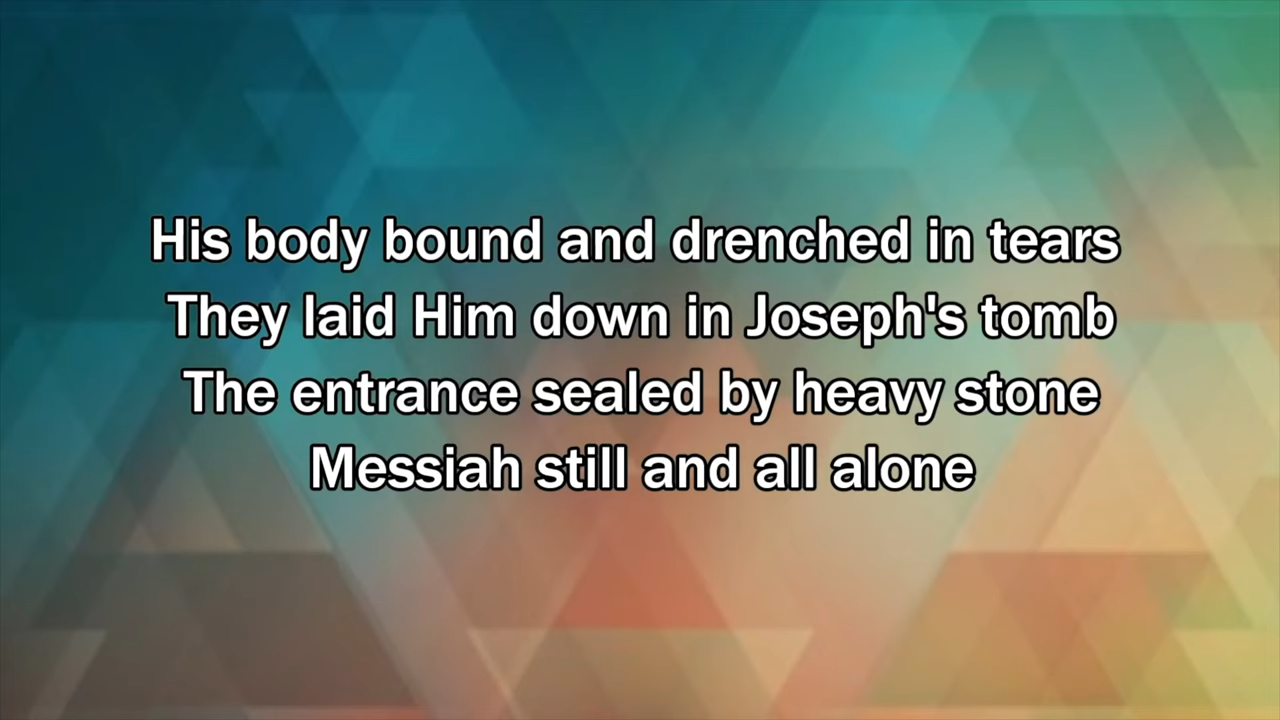 His body bound and drenched in tears
They laid Him down in Joseph's tomb
The entrance sealed by heavy stone
Messiah still and all alone